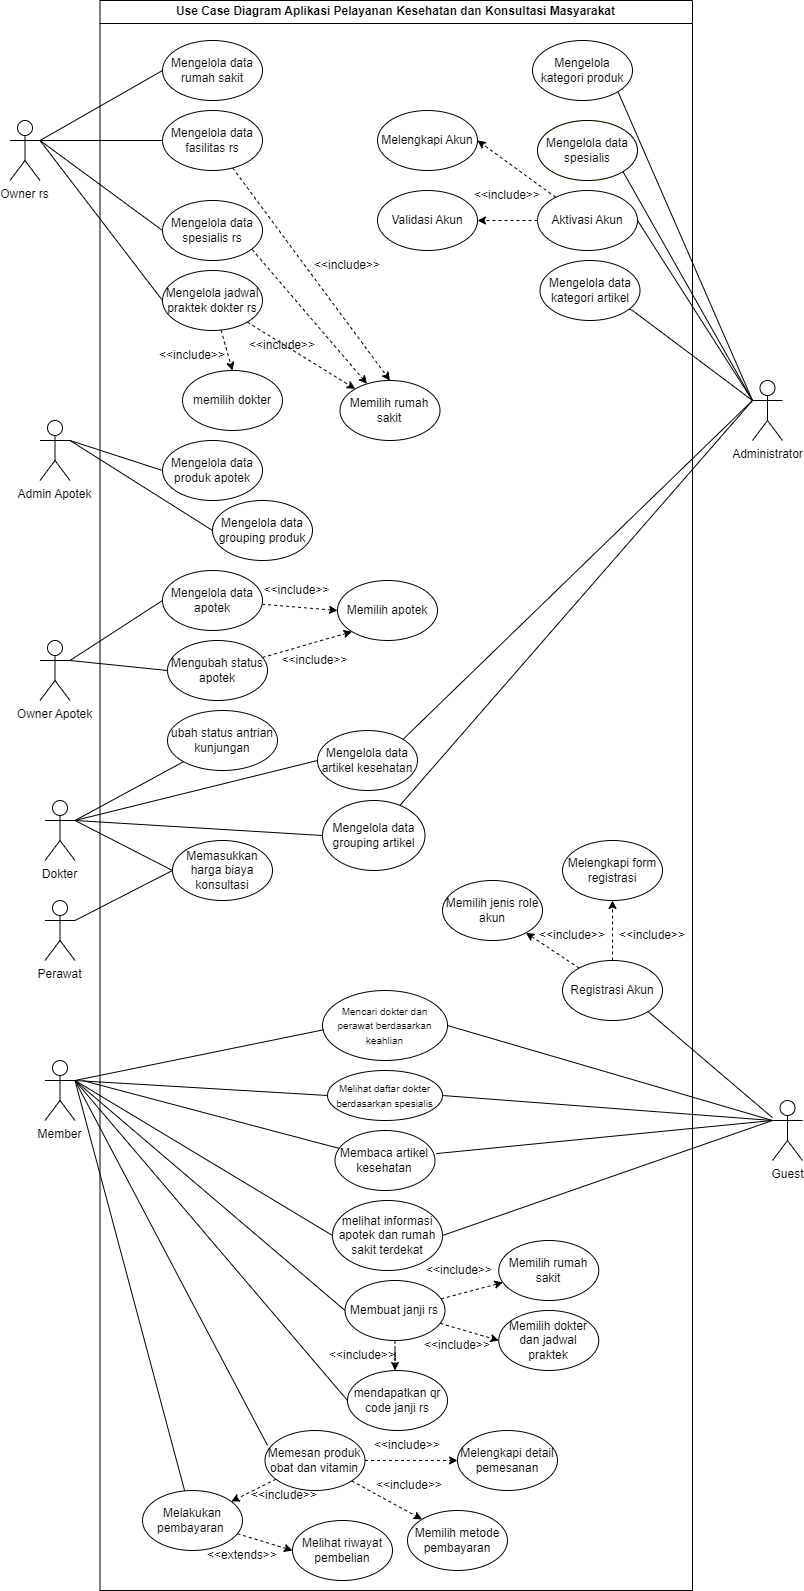 Use Case Diagram Aplikasi Pelayanan Kesehatan dan Konsultasi Masyarakat
Mengelola data
rumah sakit
Mengelola
kategori produk
Mengelola data
fasilitas rs
Melengkapi Akun
Mengelola data
spesialis
Owner rs
<<include>>
Mengelola data
spesialis rs
Validasi Akun
Aktivasi Akun
<<include>>
Mengelola jadwal
praktek dokter rs
Mengelola data
kategori artikel
<<include>>
<<include>>
memilih dokter
Memilih rumah
sakit
Administrator
Admin Apotek
Mengelola data
produk apotek
Mengelola data
grouping produk
Mengelola data
apotek
<<include>>
Memilih apotek
Mengubah status
apotek
<<include>>
Owner Apotek
ubah status antrian
kunjungan
Mengelola data
artikel kesehatan
Mengelola data
grouping artikel
Dokter
Memasukkan
harga biaya
konsultasi
Melengkapi form
registrasi
Memilih jenis role
akun
<<include>>
<<include>>
Perawat
Registrasi Akun
Mencari dokter dan
perawat berdasarkan
keahlian
Melihat daftar dokter
berdasarkan spesialis
Member
Membaca artikel
kesehatan
Guest
melihat informasi
apotek dan rumah
sakit terdekat
<<include>>
Memilih rumah
sakit
Membuat janji rs
Memilih dokter
dan jadwal
praktek
<<include>>
<<include>>
mendapatkan qr
code janji rs
Memesan produk
obat dan vitamin
<<include>>
Melengkapi detail
pemesanan
<<include>>
<<include>>
Melakukan
pembayaran
Memilih metode
pembayaran
<<extends>>
Melihat riwayat
pembelian